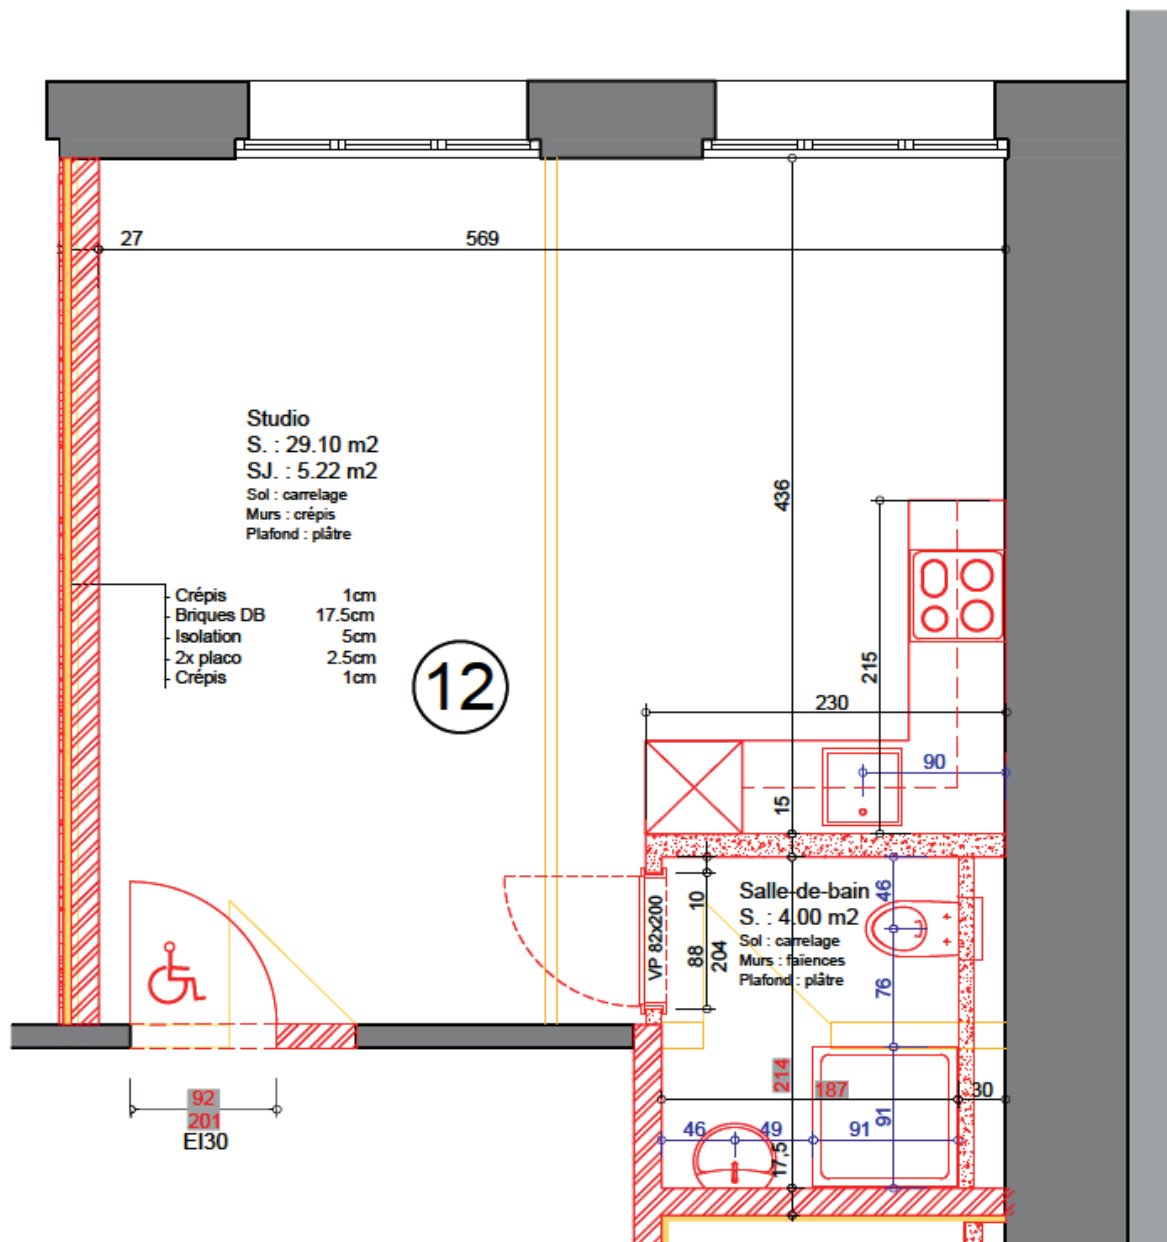 27
569
Studio
S. : 29.10 m2
SJ. : 5.22 m2
Sol : carrelage
Murs : crépis
Plafond : plâtre
436
Crépis 1cm
Briques DB 17.5cm
Isolation 5cm
2x placo 2.5cm
Crépis 1cm
12
215
230
90
15
VP 82x200
10
88
204
Salle-de-bain
S. : 4.00 m2
Sol : carrelage
Murs : faïences
Plafond : plâtre
46
76
92
201
EI30
214
187
30
46
49
91
91
17,5